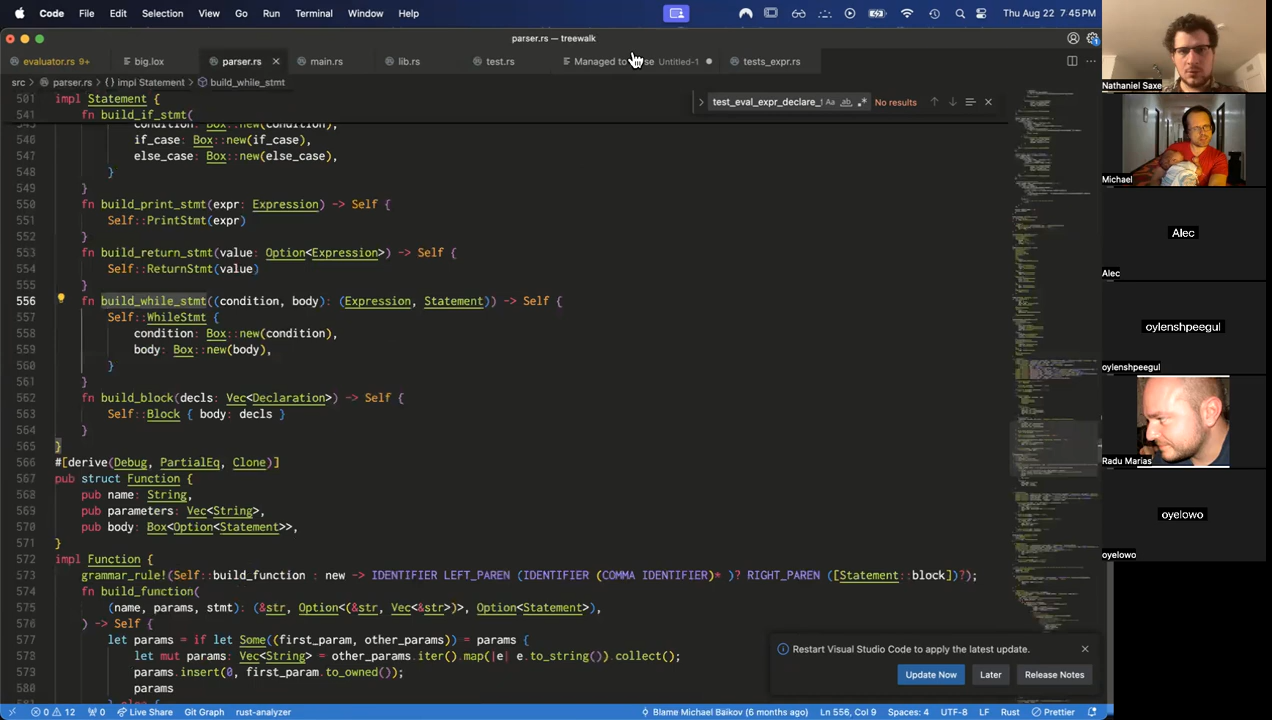 Code File Edit Selection View Go Run Terminal Window Help Thu Aug 22 7:45 PM
parser.rs — treewalk
evaluator.rs 9+ big.lox parser.rs main.rs lib.rs test.rs Managed to Untitled-1 tests_expr.rs
src > parser.rs > impl Statement > build_while_stmt
test_eval_expr_declare_ Aa ab No results
501 impl Statement {
541 fn build_if_stmt(
condition: Box::new(condition),
546 if_case: Box::new(if_case),
547 else_case: Box::new(else_case),
548 }
549 }
550 fn build_print_stmt(expr: Expression) -> Self {
551 Self::PrintStmt(expr)
552 }
553 fn build_return_stmt(value: Option<Expression>) -> Self {
554 Self::ReturnStmt(value)
555 }
556 fn build_while_stmt((condition, body): (Expression, Statement)) -> Self {
557 Self::WhileStmt {
558 condition: Box::new(condition),
559 body: Box::new(body),
560 }
561 }
562 fn build_block(decls: Vec<Declaration>) -> Self {
563 Self::Block { body: decls }
564 }
565 }
566 #[derive(Debug, PartialEq, Clone)]
567 pub struct Function {
568 pub name: String,
569 pub parameters: Vec<String>,
570 pub body: Box<Option<Statement>>,
571 }
572 impl Function {
573 grammar_rule!(Self::build_function : new -> IDENTIFIER LEFT_PAREN (IDENTIFIER (COMMA IDENTIFIER)* )? RIGHT_PAREN ([Statement::block])?);
574 fn build_function(
575 (name, params, stmt): (&str, Option<(&str, Vec<&str>)>, Option<Statement>),
576 ) -> Self {
577 let params = if let Some((first_param, other_params)) = params {
578 let mut params: Vec<String> = other_params.iter().map(|e| e.to_string()).collect();
579 params.insert(0, first_param.to_owned());
580 params
Restart Visual Studio Code to apply the latest update.
Update Now Later Release Notes
0 12 0 Live Share Git Graph rust-analyzer Blame Michael Baikov (6 months ago) Ln 556, Col 9 Spaces: 4 UTF-8 LF Rust Prettier
Nathaniel Saxe
Michael
Alec
Alec
oylenshpeegul
oylenshpeegul
Radu Marias
oyelowo
oyelowo